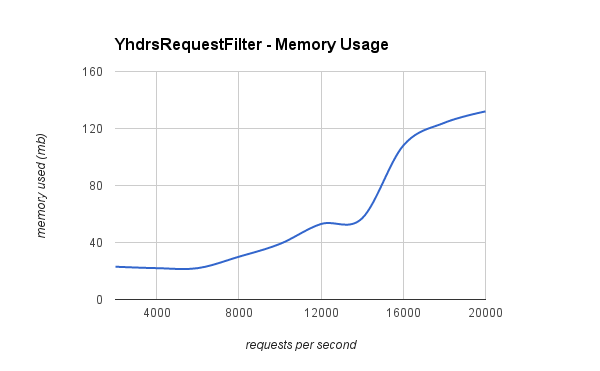 YhdrsRequestFilter - Memory Usage
160
120
80
40
0
memory used (mb)
4000 8000 12000 16000 20000
requests per second